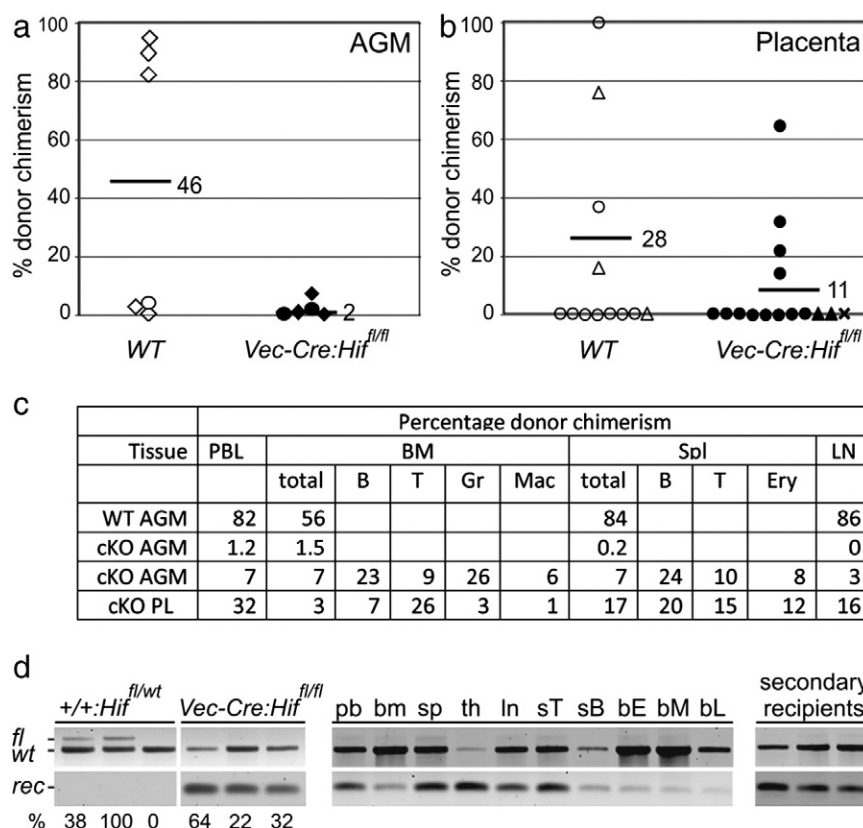 a
AGM
% donor chimerism
100
80
60
40
20
0
46
2
WT
Vec-Cre:Hif fl/fl
b
Placenta
% donor chimerism
100
80
60
40
20
0
28
11
WT
Vec-Cre:Hif fl/fl
c
Percentage donor chimerism
Tissue PBL BM Spl LN
total B T Gr Mac total B T Ery
WT AGM 82 56 84 86
cKO AGM 1.2 1.5 0.2 0
cKO AGM 7 7 23 9 26 6 7 24 10 8 3
cKO PL 32 3 7 26 3 1 17 20 15 12 16
d
+/+:Hif fl/wt Vec-Cre:Hif fl/fl pb bm sp th ln sT sB bE bM bL secondary
recipients
fl
wt
rec
% 38 100 0 64 22 32